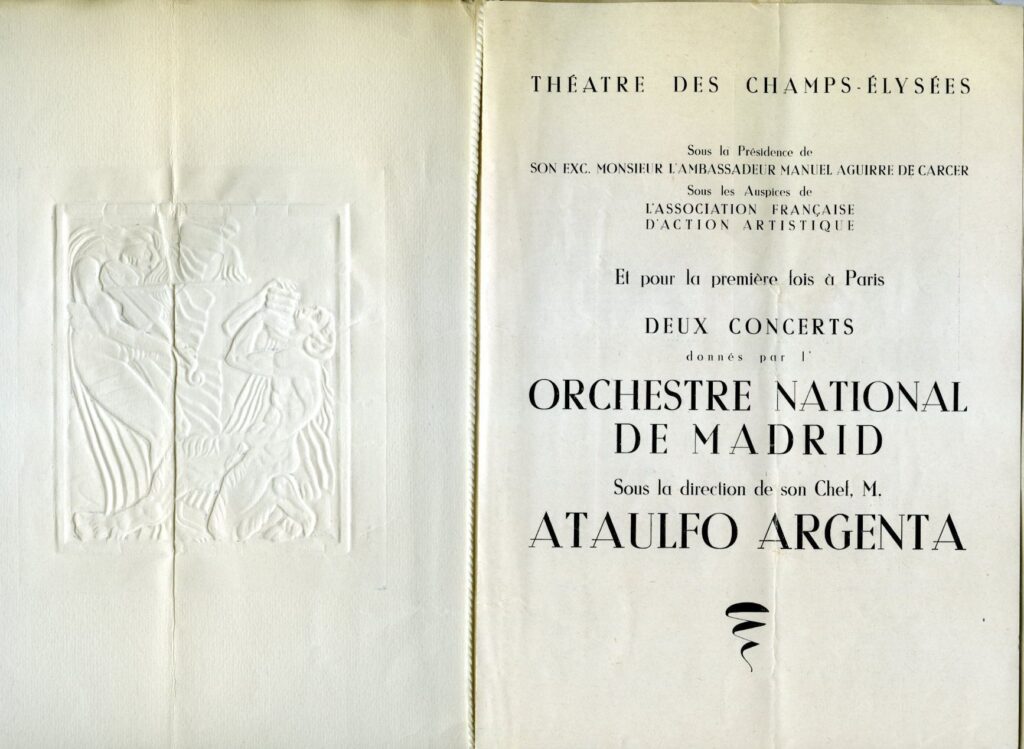 THÉATRE DES CHAMPS-ÉLYSÉES
Sous la Présidence de
SON EXC. MONSIEUR L'AMBASSADEUR MANUEL AGUIRRE DE CARCER
Sous les Auspices de
L'ASSOCIATION FRANÇAISE
D'ACTION ARTISTIQUE
Et pour la première fois à Paris
DEUX CONCERTS
donnés par l'
ORCHESTRE NATIONAL
DE MADRID
Sous la direction de son Chef, M.
ATAULFO ARGENTA